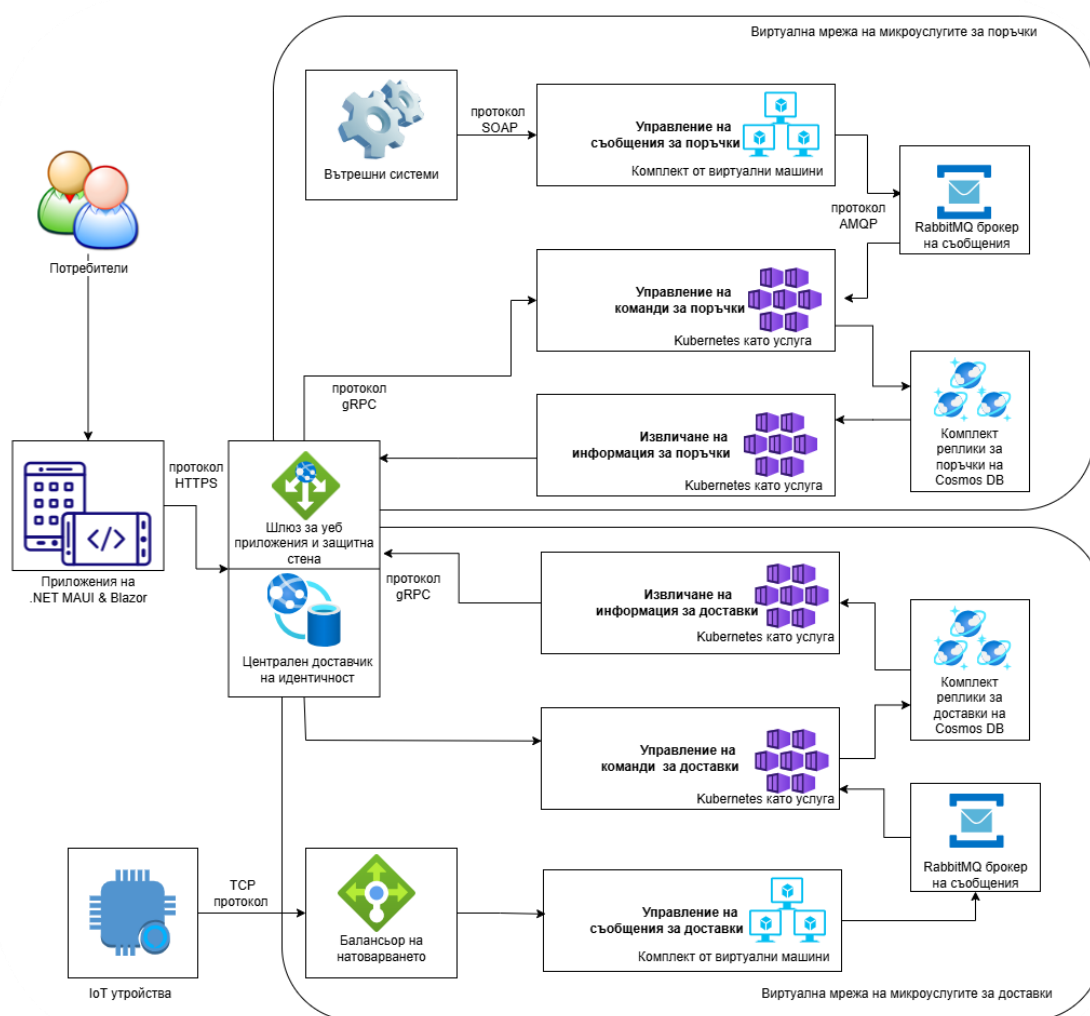 Виртуална мрежа на микроуслугите за поръчки
протокол
SOAP
Управление на
съобщения за поръчки
Комплект от виртуални машини
Вътрешни системи
протокол
AMQP
RabbitMQ брокер
на съобщения
Потребители
Управление на
команди за поръчки
Kubernetes като услуга
протокол
gRPC
Извличане на
информация за поръчки
Kubernetes като услуга
Комплект
реплики за
поръчки на
Cosmos DB
протокол
HTTPS
Шлюз за уеб
приложения и защитна
стена
Приложения на
.NET MAUI & Blazor
протокол
gRPC
Извличане на
информация за доставки
Kubernetes като услуга
Централен доставчик
на идентичност
Комплект
реплики за
доставки на
Cosmos DB
Управление на
команди за доставки
Kubernetes като услуга
RabbitMQ брокер
на съобщения
TCP
протокол
Балансьор на
натоварването
Управление на
съобщения за доставки
Комплект от виртуални машини
IoT утройства
Виртуална мрежа на микроуслугите за доставки